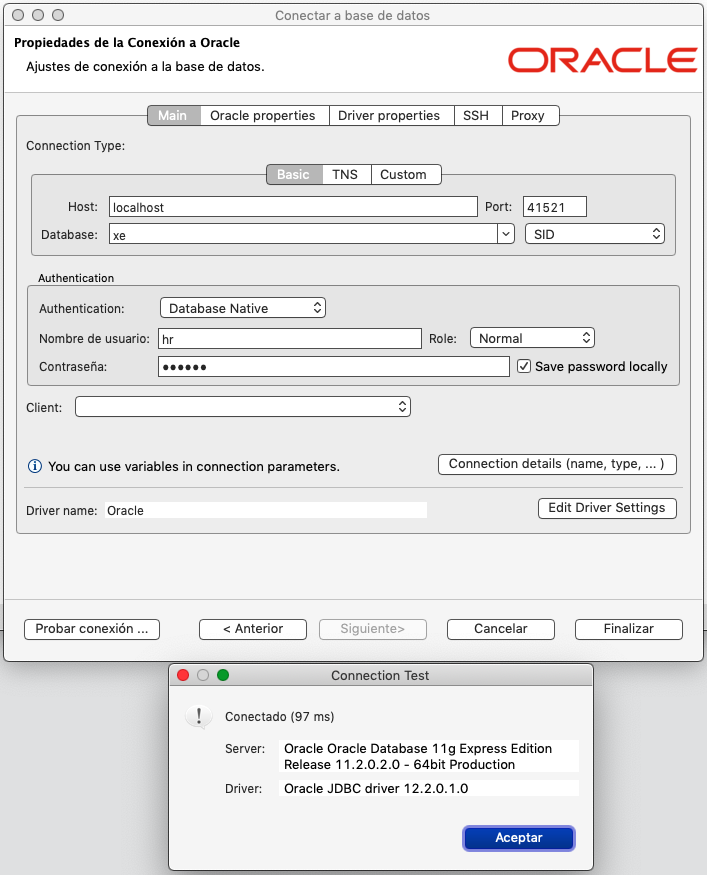 Conectar a base de datos
Propiedades de la Conexión a Oracle
Ajustes de conexión a la base de datos.
ORACLE
Main Oracle properties Driver properties SSH Proxy
Connection Type:
Basic TNS Custom
Host: localhost Port: 41521
Database: xe SID
Authentication
Authentication: Database Native
Nombre de usuario: hr Role: Normal
Contraseña: •••••• Save password locally
Client:
You can use variables in connection parameters. Connection details (name, type, ... )
Driver name: Oracle Edit Driver Settings
Probar conexión ... < Anterior Siguiente> Cancelar Finalizar
Connection Test
Conectado (97 ms)
Server: Oracle Oracle Database 11g Express Edition
Release 11.2.0.2.0 - 64bit Production
Driver: Oracle JDBC driver 12.2.0.1.0
Aceptar